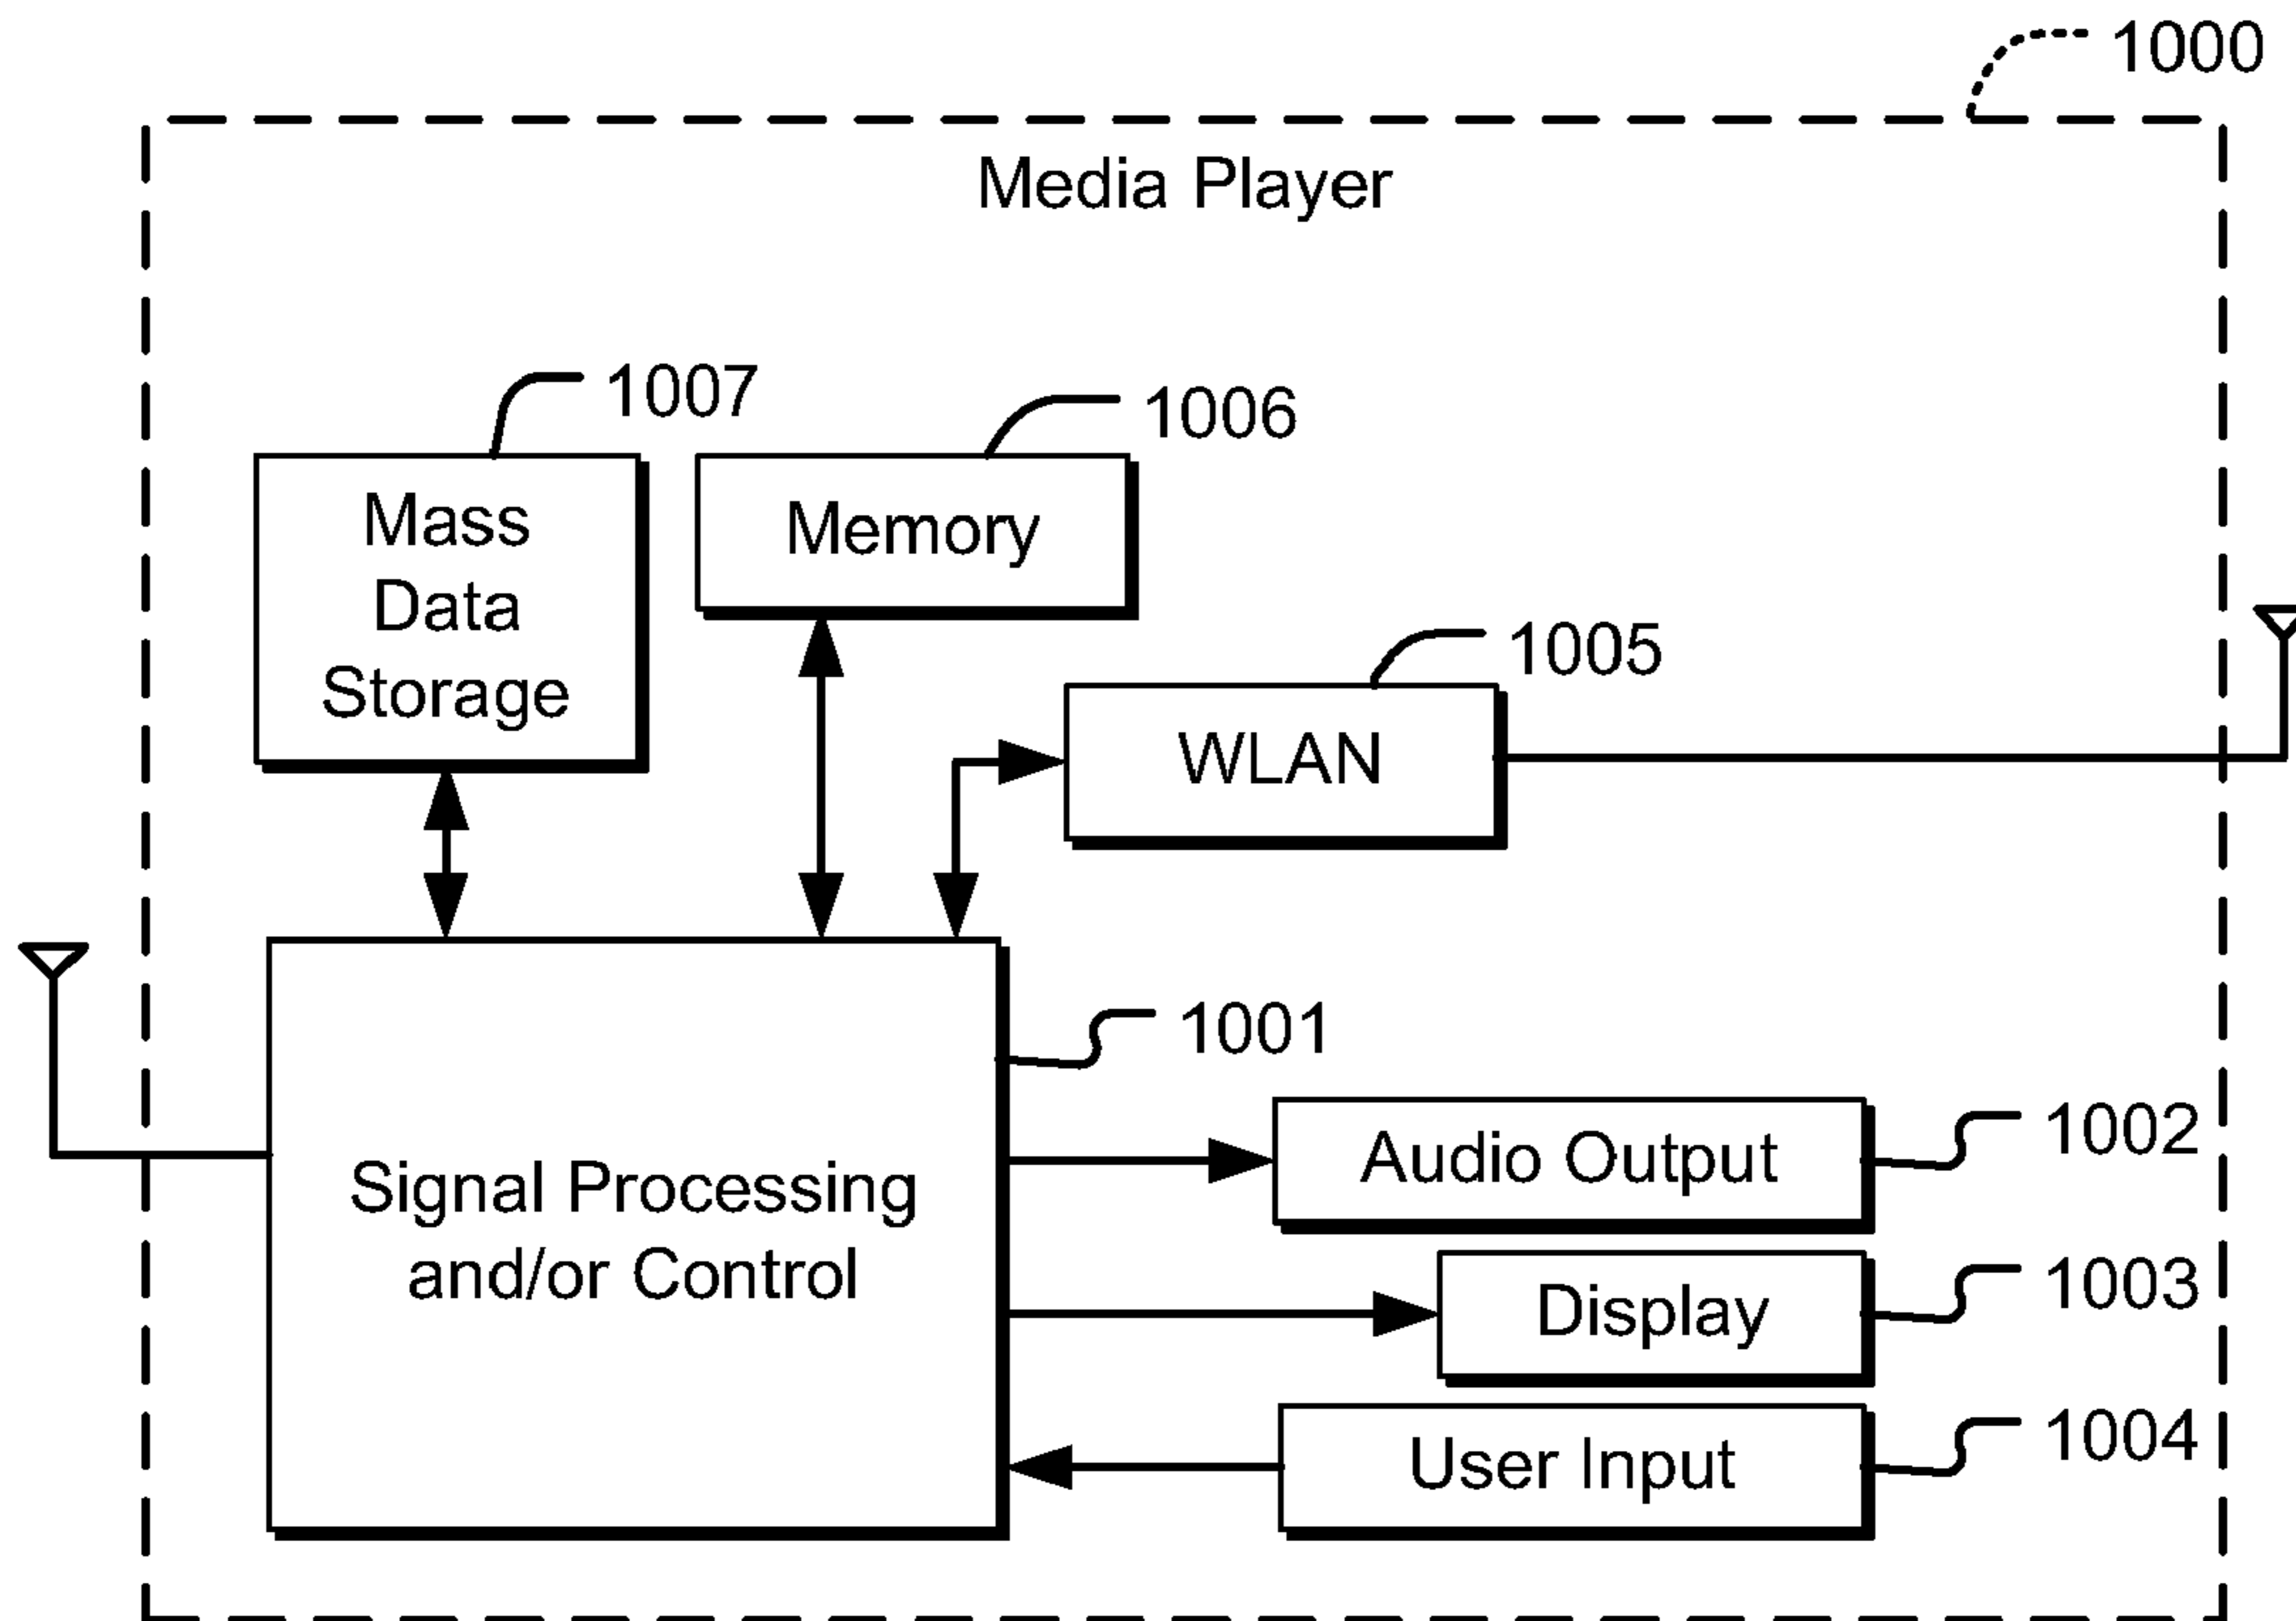 1000
Media Player
1007
1006
Mass
Data
Storage
Memory
1005
WLAN
1001
Signal Processing
and/or Control
1002
Audio Output
1003
Display
1004
User Input